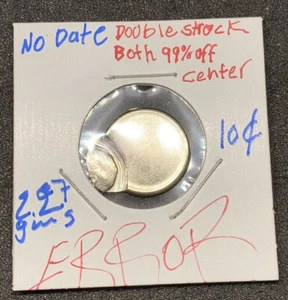 No Date Double struck
Both 99% off
center
10¢
2.27
gms
ERROR